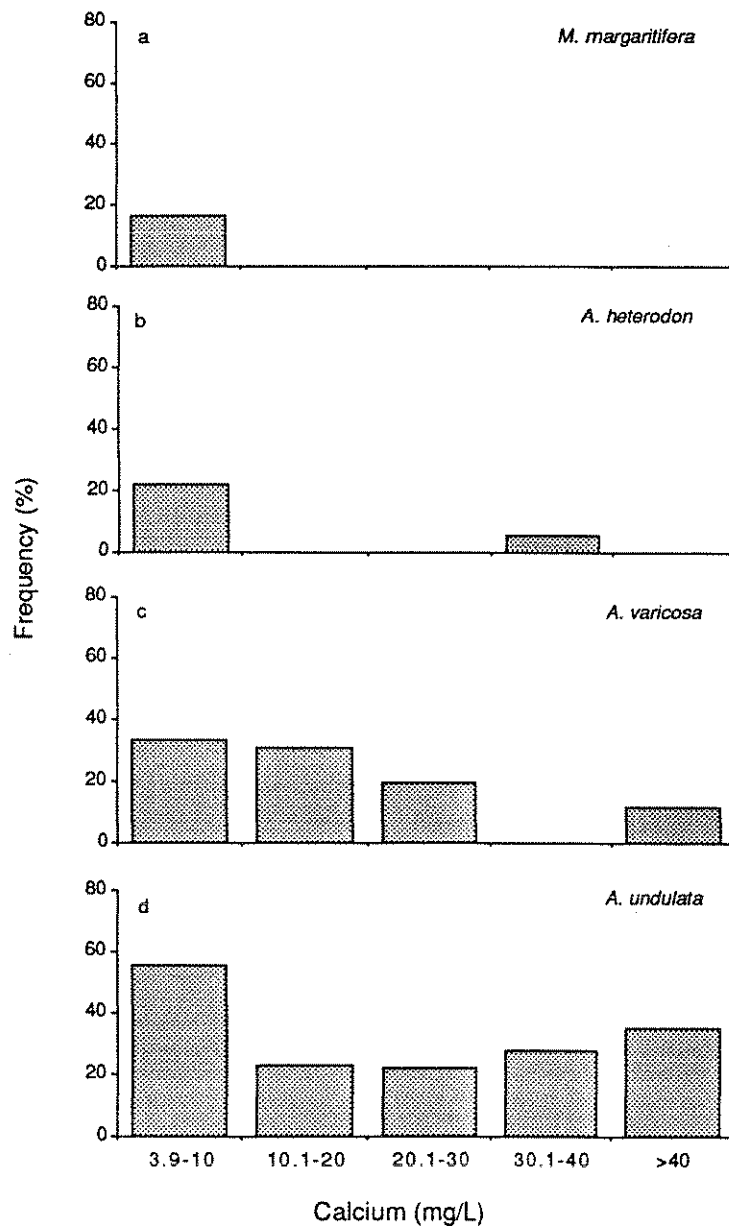 80
a
M. margaritifera
60
40
20
0
80
b
A. heterodon
60
40
20
0
Frequency (%)
80
c
A. varicosa
60
40
20
0
80
d
A. undulata
60
40
20
0
3.9-10 10.1-20 20.1-30 30.1-40 >40
Calcium (mg/L)